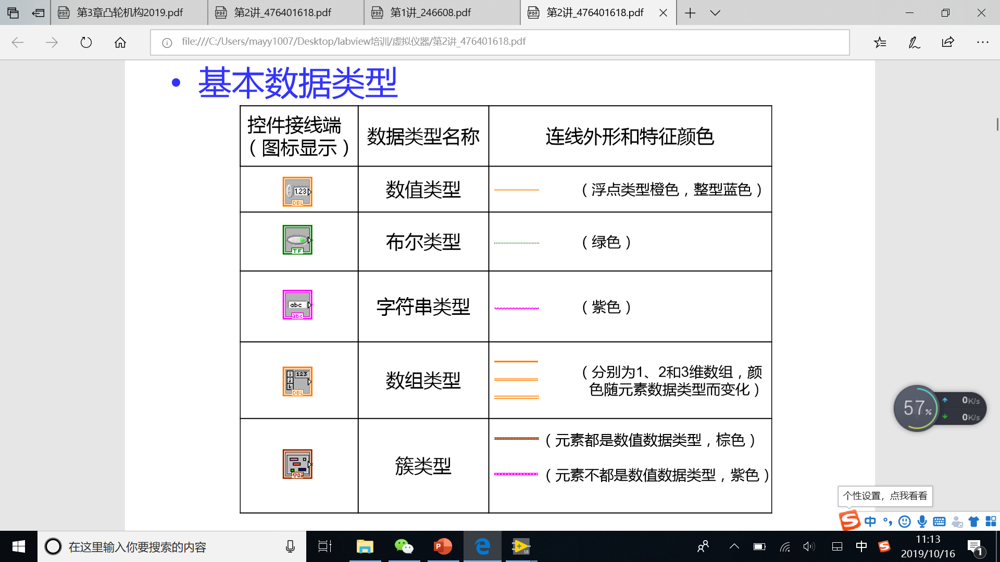 第3章凸轮机构2019.pdf
第2讲_476401618.pdf
第1讲_246608.pdf
第2讲_476401618.pdf
file:///C:/Users/mayy1007/Desktop/labview培训/虚拟仪器/第2讲_476401618.pdf
• 基本数据类型
控件接线端
（图标显示）
数据类型名称
连线外形和特征颜色
1.23
DBL
数值类型
（浮点类型橙色，整型蓝色）
TF
布尔类型
（绿色）
abc
abc
字符串类型
（紫色）
i
j
k
123
DBL
数组类型
（分别为1、2和3维数组，颜
色随元素数据类型而变化）
簇类型
（元素都是数值数据类型，棕色）
（元素不都是数值数据类型，紫色）
57%
0K/s
0K/s
个性设置，点我看看
中
在这里输入你要搜索的内容
中
11:13
2019/10/16
1